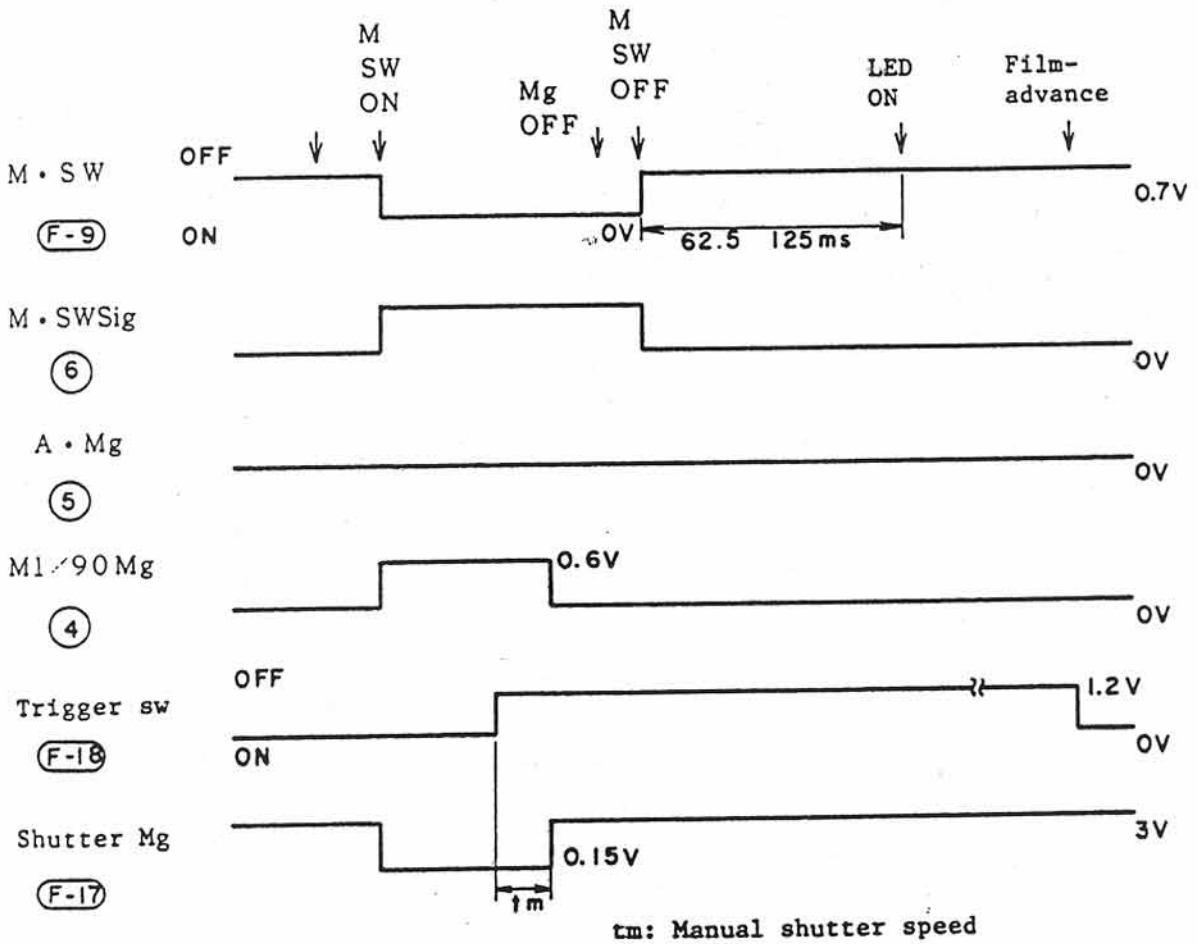 M
SW
ON
Mg
OFF
M
SW
OFF
LED
ON
Film-
advance
M · SW
F-9
OFF
ON
0V
62.5 125ms
0.7V
M · SWSig
6
0V
A · Mg
5
0V
M1/90Mg
4
0.6V
0V
Trigger sw
F-18
OFF
ON
1.2V
0V
Shutter Mg
F-17
0.15V
3V
tm
tm: Manual shutter speed